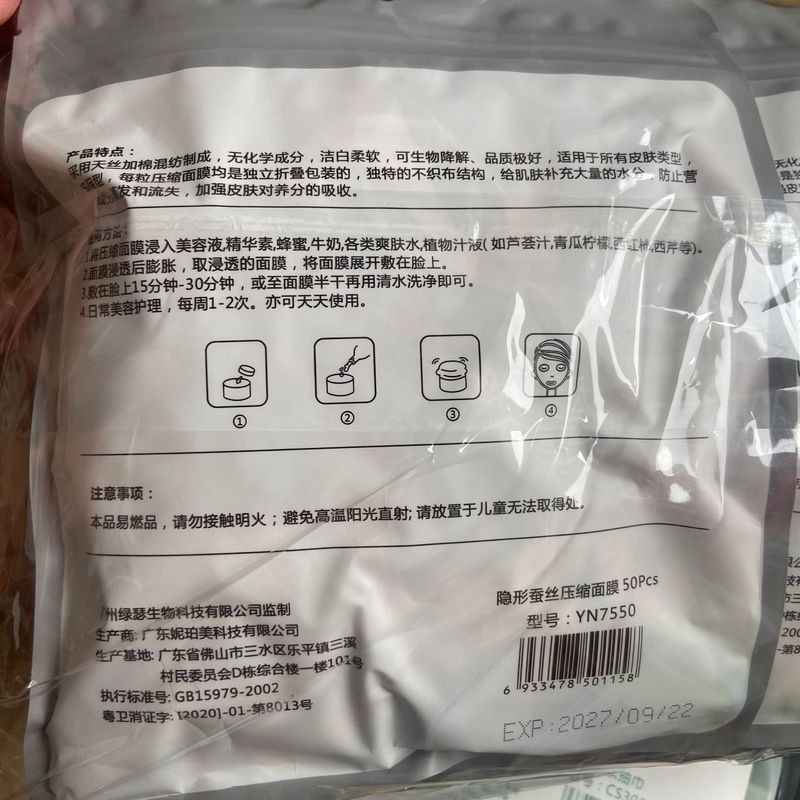 产品特点：
采用天丝加棉混纺制成，无化学成分，洁白柔软，可生物降解、品质极好，适用于所有皮肤类型，
型，每粒压缩面膜均是独立折叠包装的，独特的不织布结构，给肌肤补充大量的水分，防止营
发和流失，加强皮肤对养分的吸收。
方法：
1.将压缩面膜浸入美容液,精华素,蜂蜜,牛奶,各类爽肤水,植物汁液( 如芦荟汁,青瓜柠檬,西红柿,西芹等)。
2.面膜浸透后膨胀，取浸透的面膜，将面膜展开敷在脸上。
3.敷在脸上15分钟-30分钟，或至面膜半干再用清水洗净即可。
4.日常美容护理，每周1-2次。亦可天天使用。
① ② ③ ④
注意事项：
本品易燃品，请勿接触明火；避免高温阳光直射; 请放置于儿童无法取得处。
州绿瑟生物科技有限公司监制
生产商: 广东妮珀美科技有限公司
生产基地: 广东省佛山市三水区乐平镇三溪
村民委员会D栋综合楼一楼101号
执行标准号: GB15979-2002
粤卫消证字: [2020]-01-第8013号
隐形蚕丝压缩面膜 50Pcs
型号：YN7550
6 933478 501158
EXP:2027/09/22